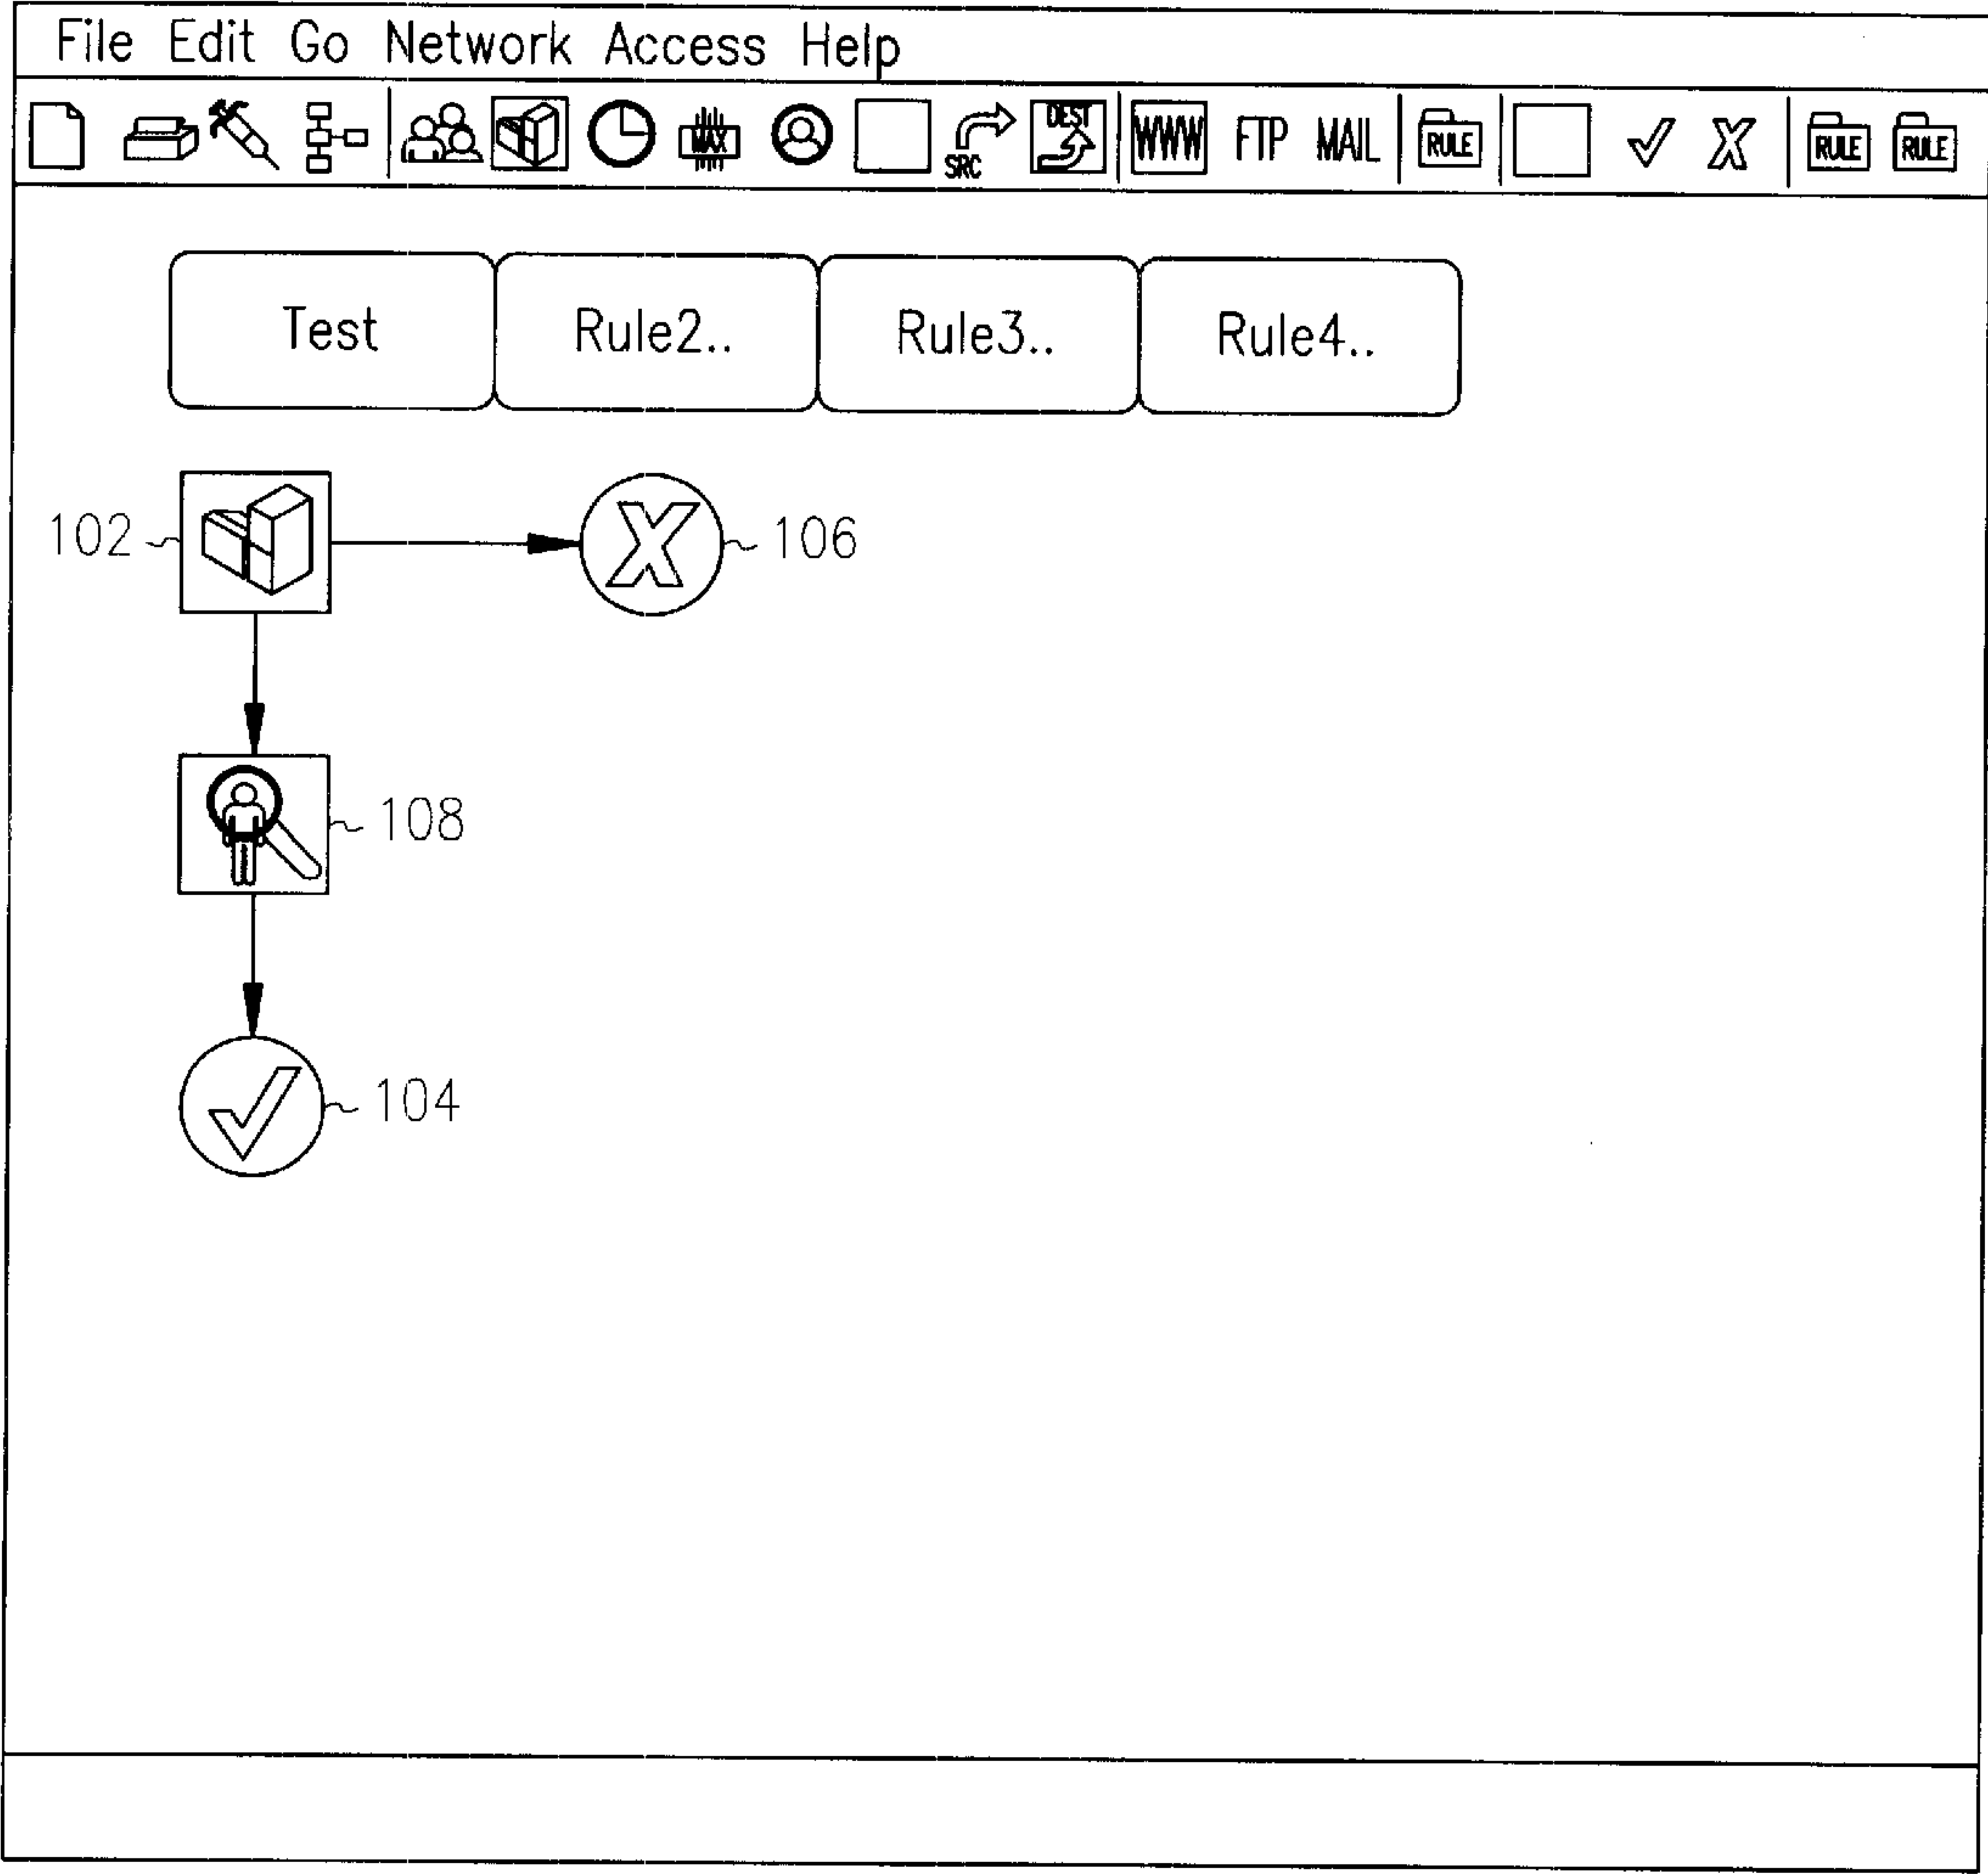 File Edit Go Network Access Help
MAX SRC DEST WWW FTP MAIL RULE RULE RULE
Test Rule2.. Rule3.. Rule4..
102 106
108
104